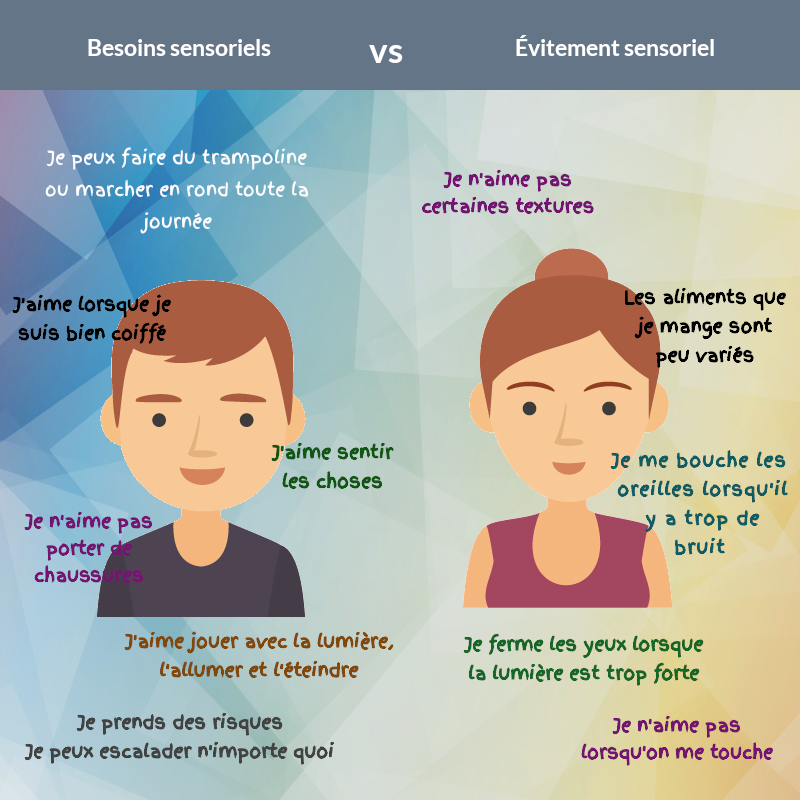 Besoins sensoriels
vs
Évitement sensoriel
Je peux faire du trampoline
ou marcher en rond toute la
journée
J'aime lorsque je
suis bien coiffé
J'aime sentir
les choses
Je n'aime pas
porter de
chaussures
J'aime jouer avec la lumière,
l'allumer et l'éteindre
Je prends des risques
Je peux escalader n'importe quoi
Je n'aime pas
certaines textures
Les aliments que
je mange sont
peu variés
Je me bouche les
oreilles lorsqu'il
y a trop de
bruit
Je ferme les yeux lorsque
la lumière est trop forte
Je n'aime pas
lorsqu'on me touche